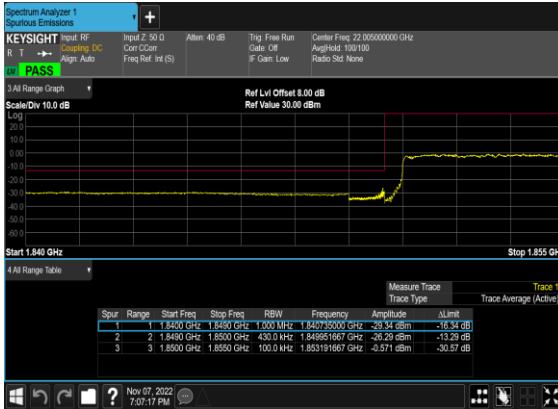 Spectrum Analyzer 1
Spurious Emissions
+
KEYSIGHT Input: RF Input Z: 50 Ω Atten: 40 dB Trig: Free Run Center Freq: 22.005000000 GHz
R T Coupling: DC Corr CCorr Gate: Off Avg|Hold: 100/100
Align: Auto Freq Ref: Int (S) IF Gain: Low Radio Std: None
PASS
3 All Range Graph
Ref Lvl Offset 8.00 dB
Scale/Div 10.0 dB Ref Value 30.00 dBm
Log
20.0
10.0
0.00
-10.0
-20.0
-30.0
-40.0
-50.0
-60.0
Start 1.840 GHz Stop 1.855 GH
4 All Range Table
Measure Trace Trace 1
Trace Type Trace Average (Active)
Spur Range Start Freq Stop Freq RBW Frequency Amplitude ΔLimit
1 1 1.8400 GHz 1.8490 GHz 1.000 MHz 1.840735000 GHz -29.34 dBm -16.34 dB
2 2 1.8490 GHz 1.8500 GHz 430.0 kHz 1.849951667 GHz -26.29 dBm -13.29 dB
3 3 1.8500 GHz 1.8550 GHz 100.0 kHz 1.853191667 GHz -0.571 dBm -30.57 dB
? Nov 07, 2022
7:07:17 PM